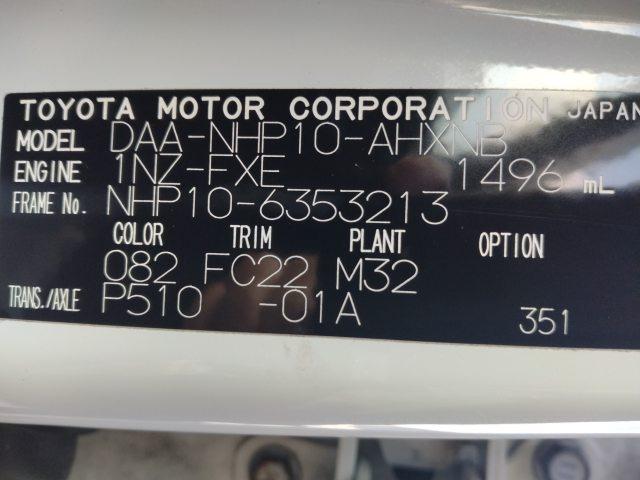 TOYOTA MOTOR CORPORATION JAPAN
MODEL DAA-NHP10-AHXNB
ENGINE 1NZ-FXE 1496 mL
FRAME No. NHP10-6353213
COLOR TRIM PLANT OPTION
082 FC22 M32
TRANS./AXLE P510 -01A 351